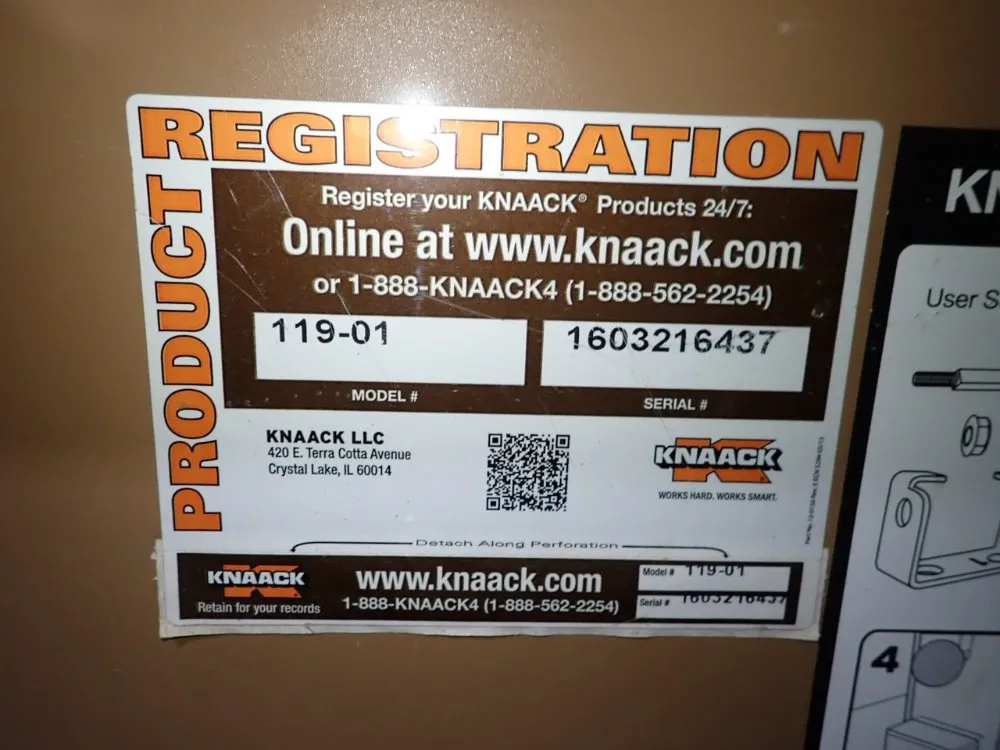 PRODUCT
REGISTRATION
Register your KNAACK® Products 24/7:
Online at www.knaack.com
or 1-888-KNAACK4 (1-888-562-2254)
119-01
1603216437
MODEL #
SERIAL #
KNAACK LLC
420 E. Terra Cotta Avenue
Crystal Lake, IL 60014
KNAACK
WORKS HARD. WORKS SMART.
Detach Along Perforation
KNAACK
Retain for your records
www.knaack.com
1-888-KNAACK4 (1-888-562-2254)
Model # 119-01
Serial # 1603216437
KN
User S
4